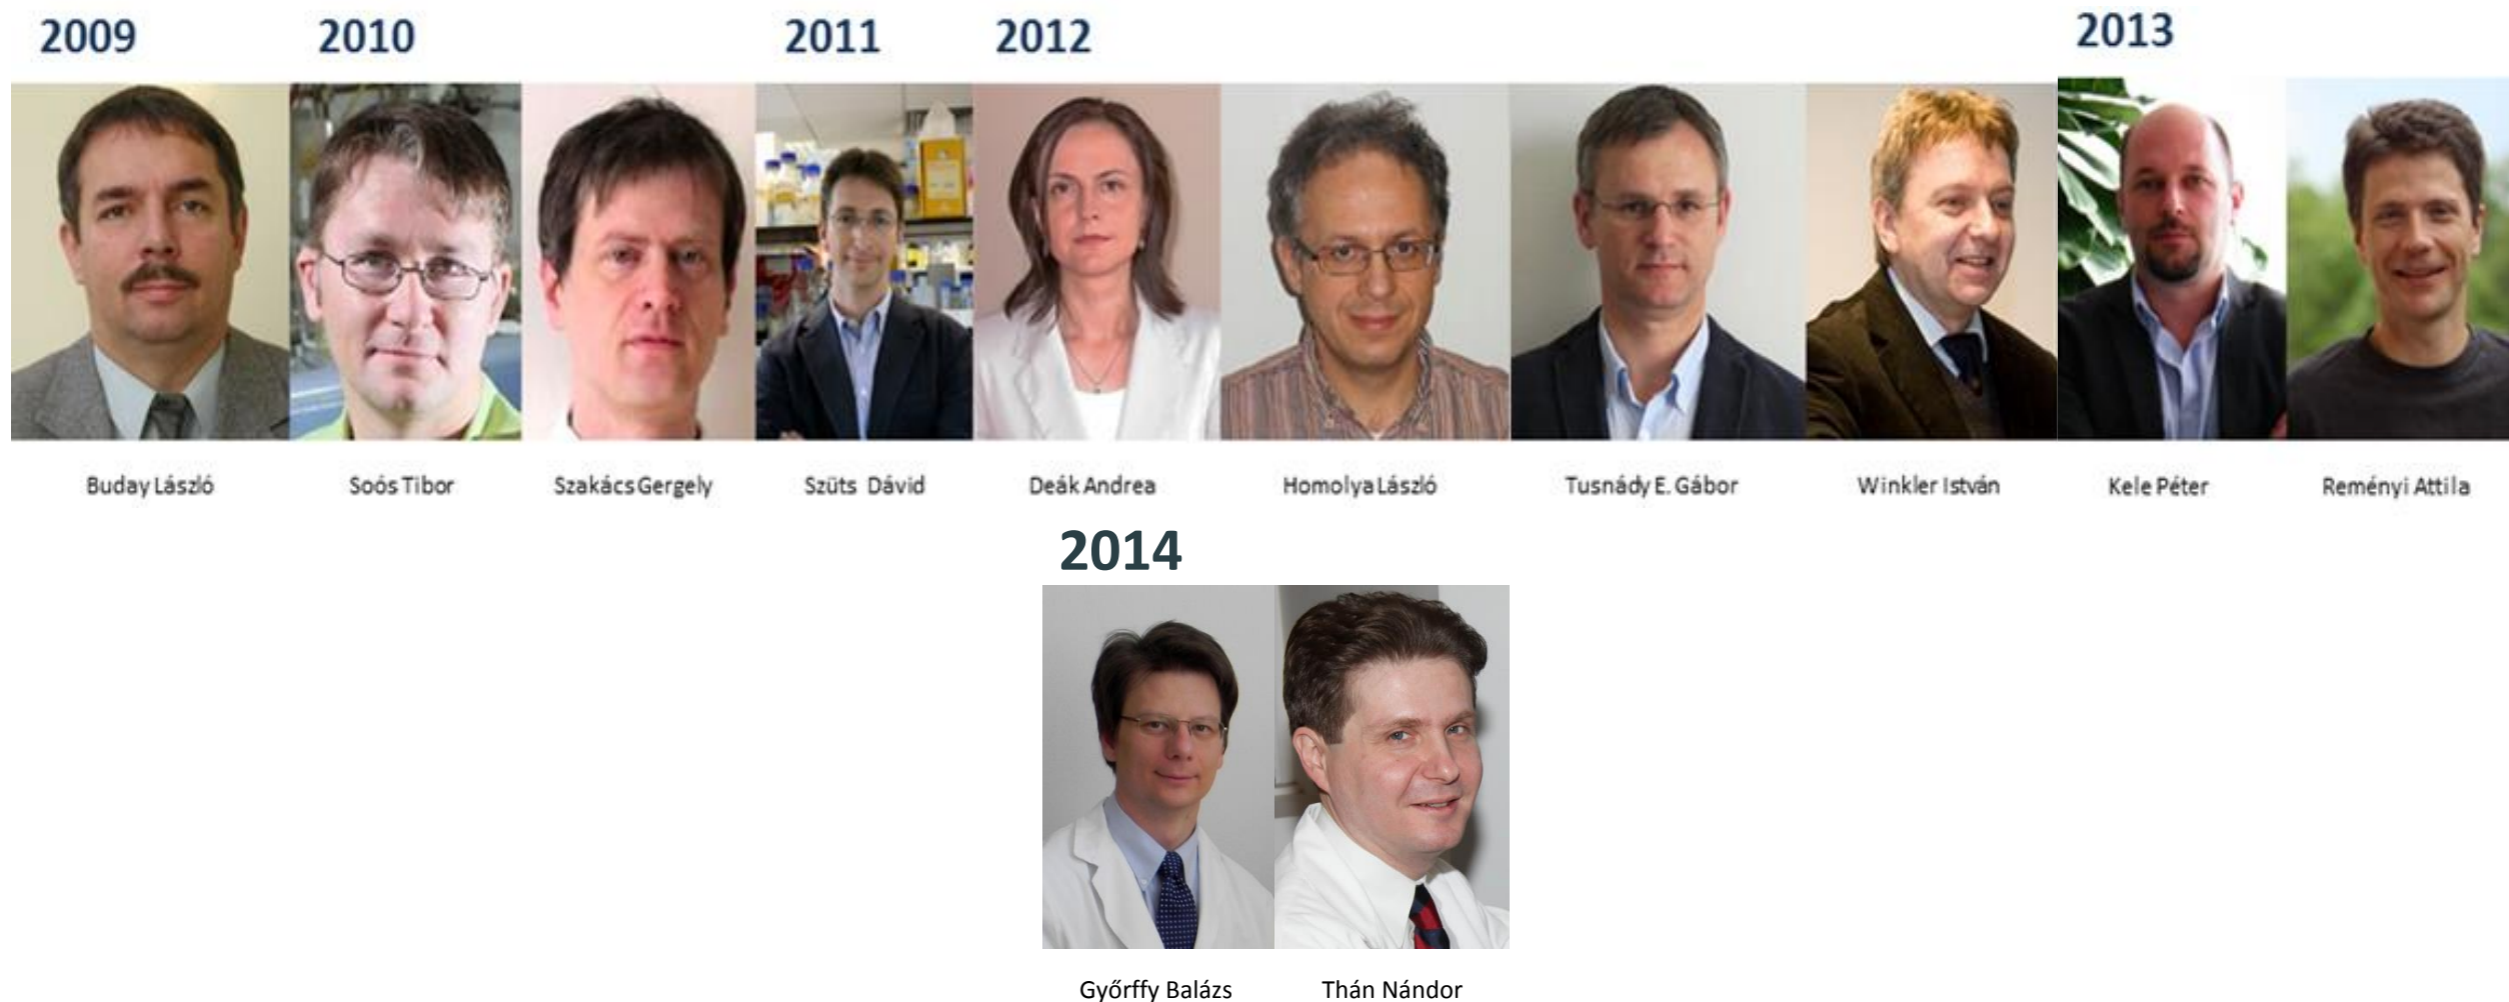 2009 2010 2011 2012 2013
Buday László Soós Tibor Szakács Gergely Szüts Dávid Deák Andrea Homolya László Tusnády E. Gábor Winkler István Kele Péter Reményi Attila
2014
Győrffy Balázs Thán Nándor